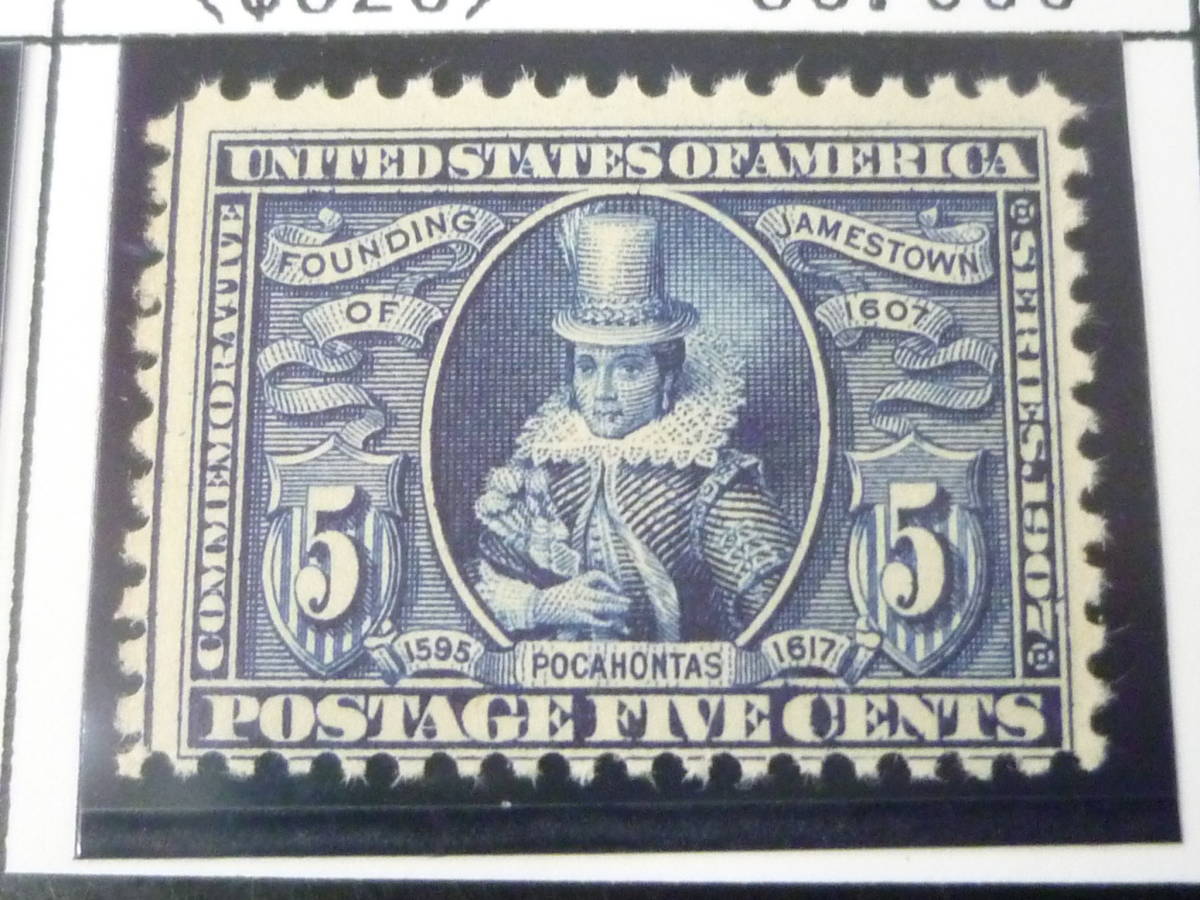 UNITED STATES OF AMERICA
COMMEMORATIVE
SERIES. 1907
FOUNDING
OF
JAMESTOWN
1607
5
5
1595
POCAHONTAS
1617
POSTAGE FIVE CENTS